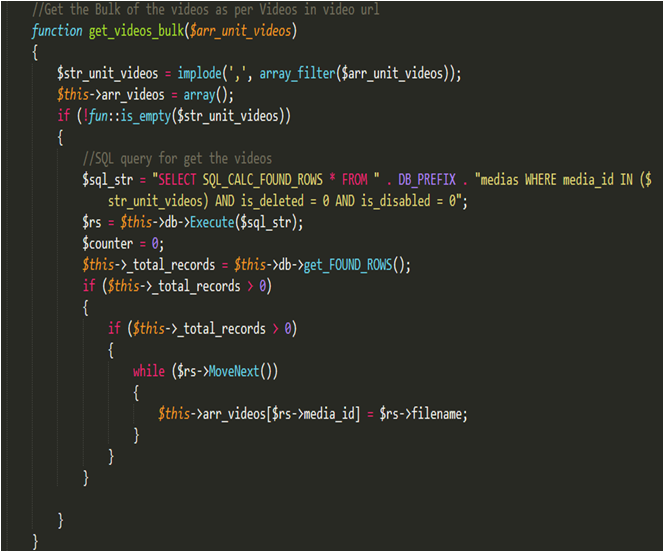 //Get the Bulk of the videos as per Videos in video url
function get_videos_bulk($arr_unit_videos)
{
$str_unit_videos = implode(',', array_filter($arr_unit_videos));
$this->arr_videos = array();
if (!fun::is_empty($str_unit_videos))
{
//SQL query for get the videos
$sql_str = "SELECT SQL_CALC_FOUND_ROWS * FROM " . DB_PREFIX . "medias WHERE media_id IN ($
str_unit_videos) AND is_deleted = 0 AND is_disabled = 0";
$rs = $this->db->Execute($sql_str);
$counter = 0;
$this->_total_records = $this->db->get_FOUND_ROWS();
if ($this->_total_records > 0)
{
if ($this->_total_records > 0)
{
while ($rs->MoveNext())
{
$this->arr_videos[$rs->media_id] = $rs->filename;
}
}
}
}
}